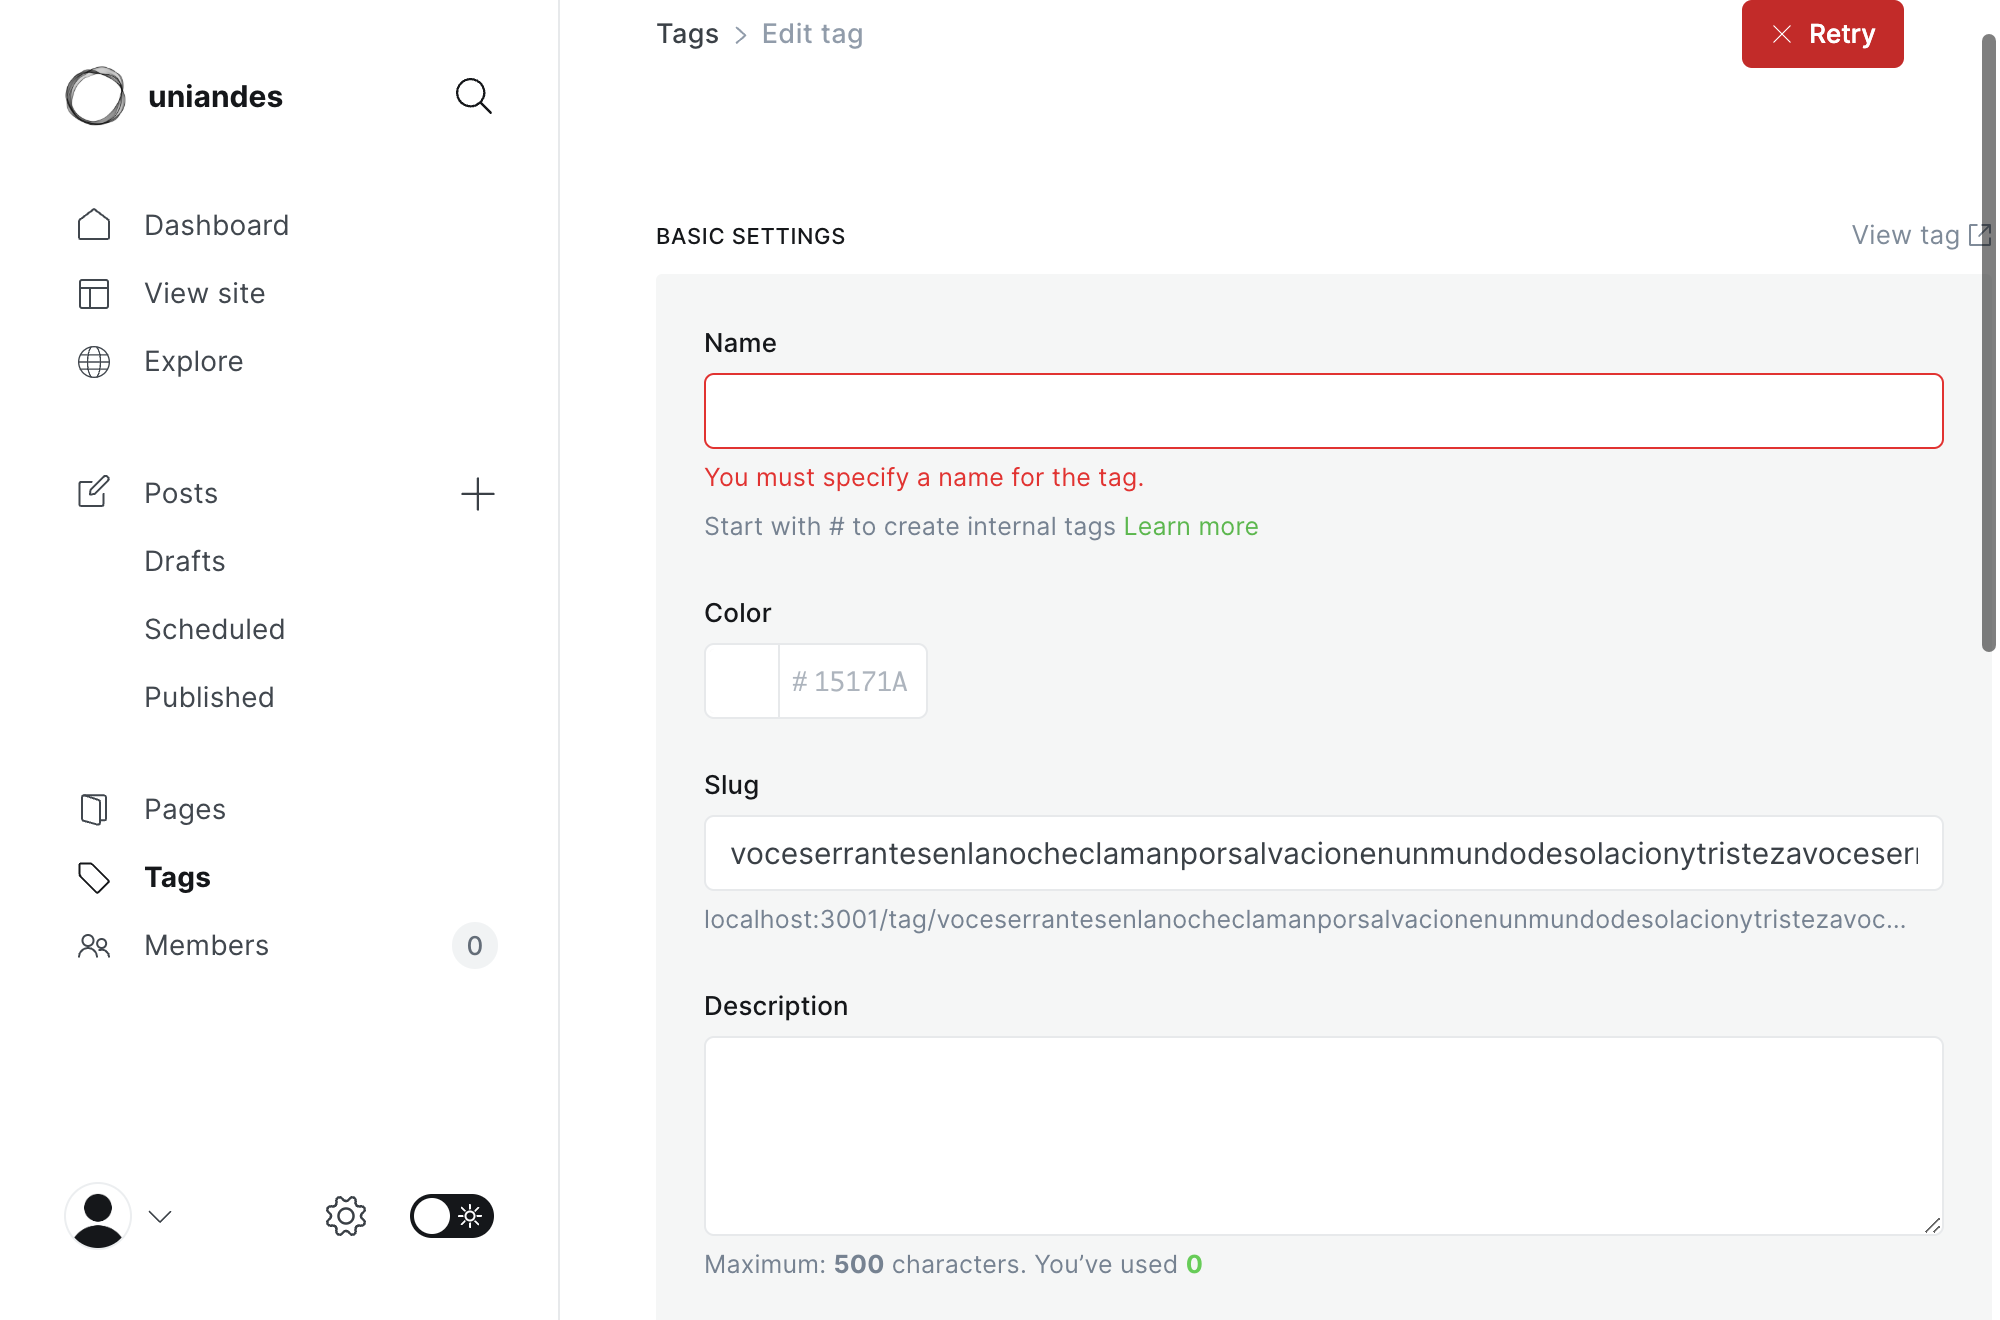 uniandes
Dashboard
View site
Explore
Posts
Drafts
Scheduled
Published
Pages
Tags
Members
0
Tags > Edit tag
Retry
BASIC SETTINGS
View tag
Name
You must specify a name for the tag.
Start with # to create internal tags Learn more
Color
# 15171A
Slug
voceserrantesenlanocheclamanporsalvacionenunmundodesolacionytristezavoceser
localhost:3001/tag/voceserrantesenlanocheclamanporsalvacionenunmundodesolacionytristezavoc...
Description
Maximum: 500 characters. You’ve used 0